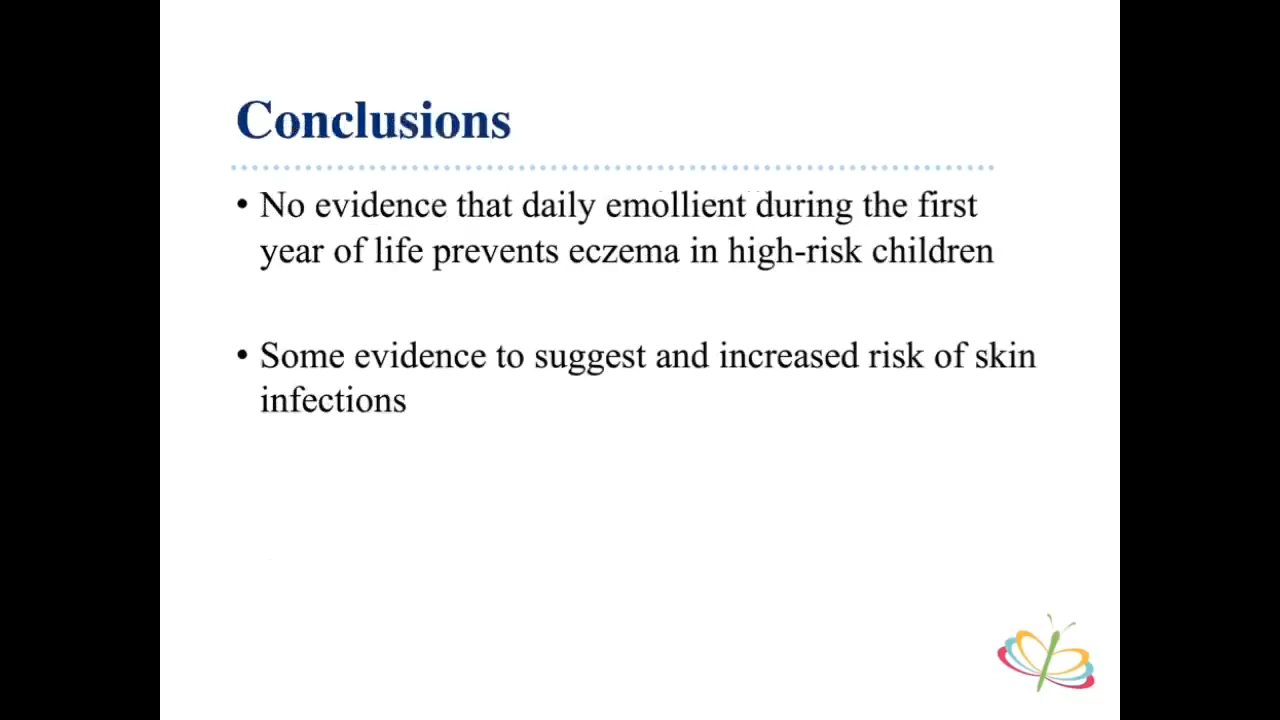 Conclusions
• No evidence that daily emollient during the first
year of life prevents eczema in high-risk children
• Some evidence to suggest and increased risk of skin
infections